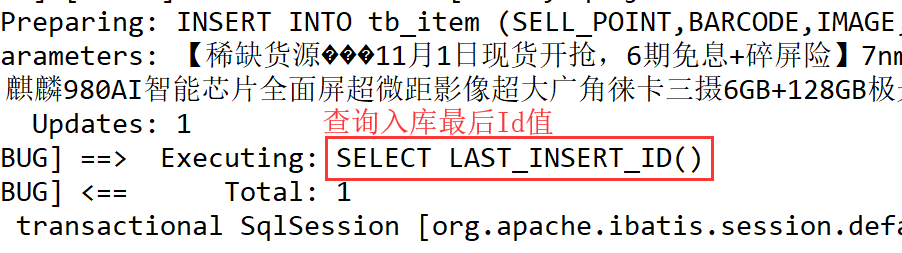 Preparing: INSERT INTO tb_item (SELL_POINT,BARCODE,IMAGE,
arameters: 【稀缺货源���11月1日现货开抢，6期免息+碎屏险】7nm
麒麟980AI智能芯片全面屏超微距影像超大广角徕卡三摄6GB+128GB极
Updates: 1
查询入库最后Id值
BUG] ==>  Executing: SELECT LAST_INSERT_ID()
BUG] <==      Total: 1
transactional SqlSession [org.apache.ibatis.session.defa